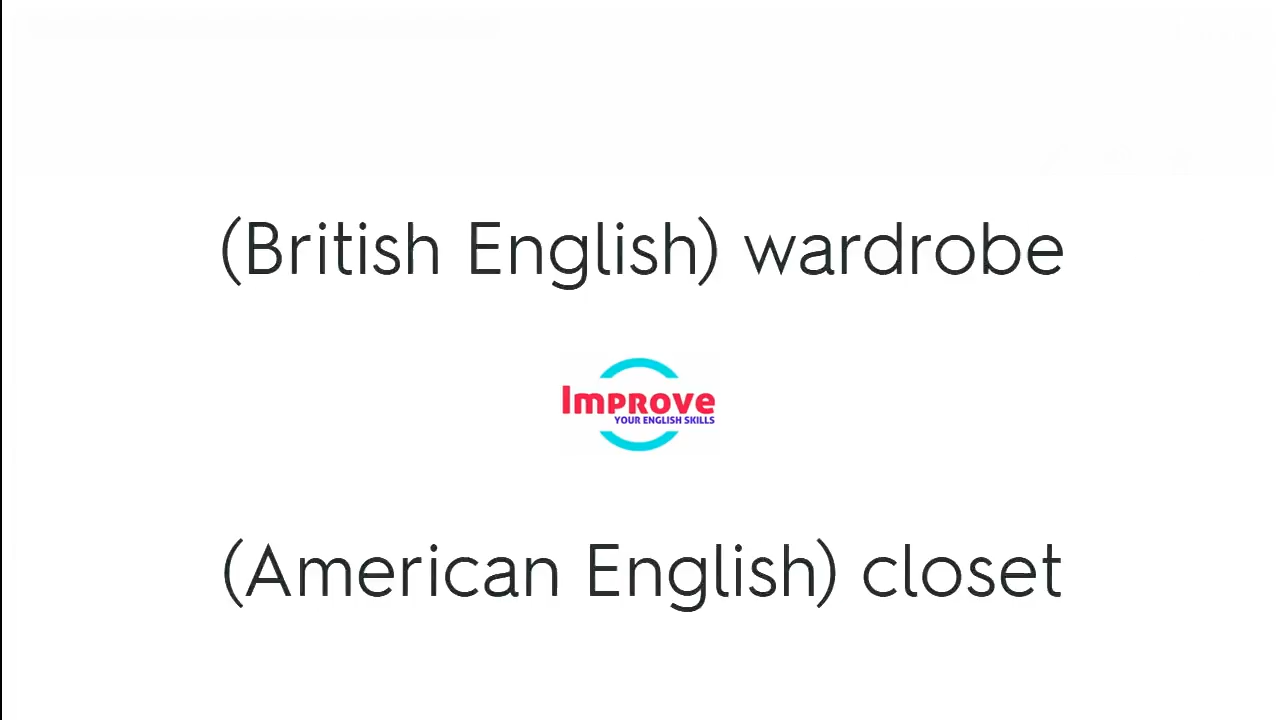 (British English) wardrobe
Improve
YOUR ENGLISH SKILLS
(American English) closet